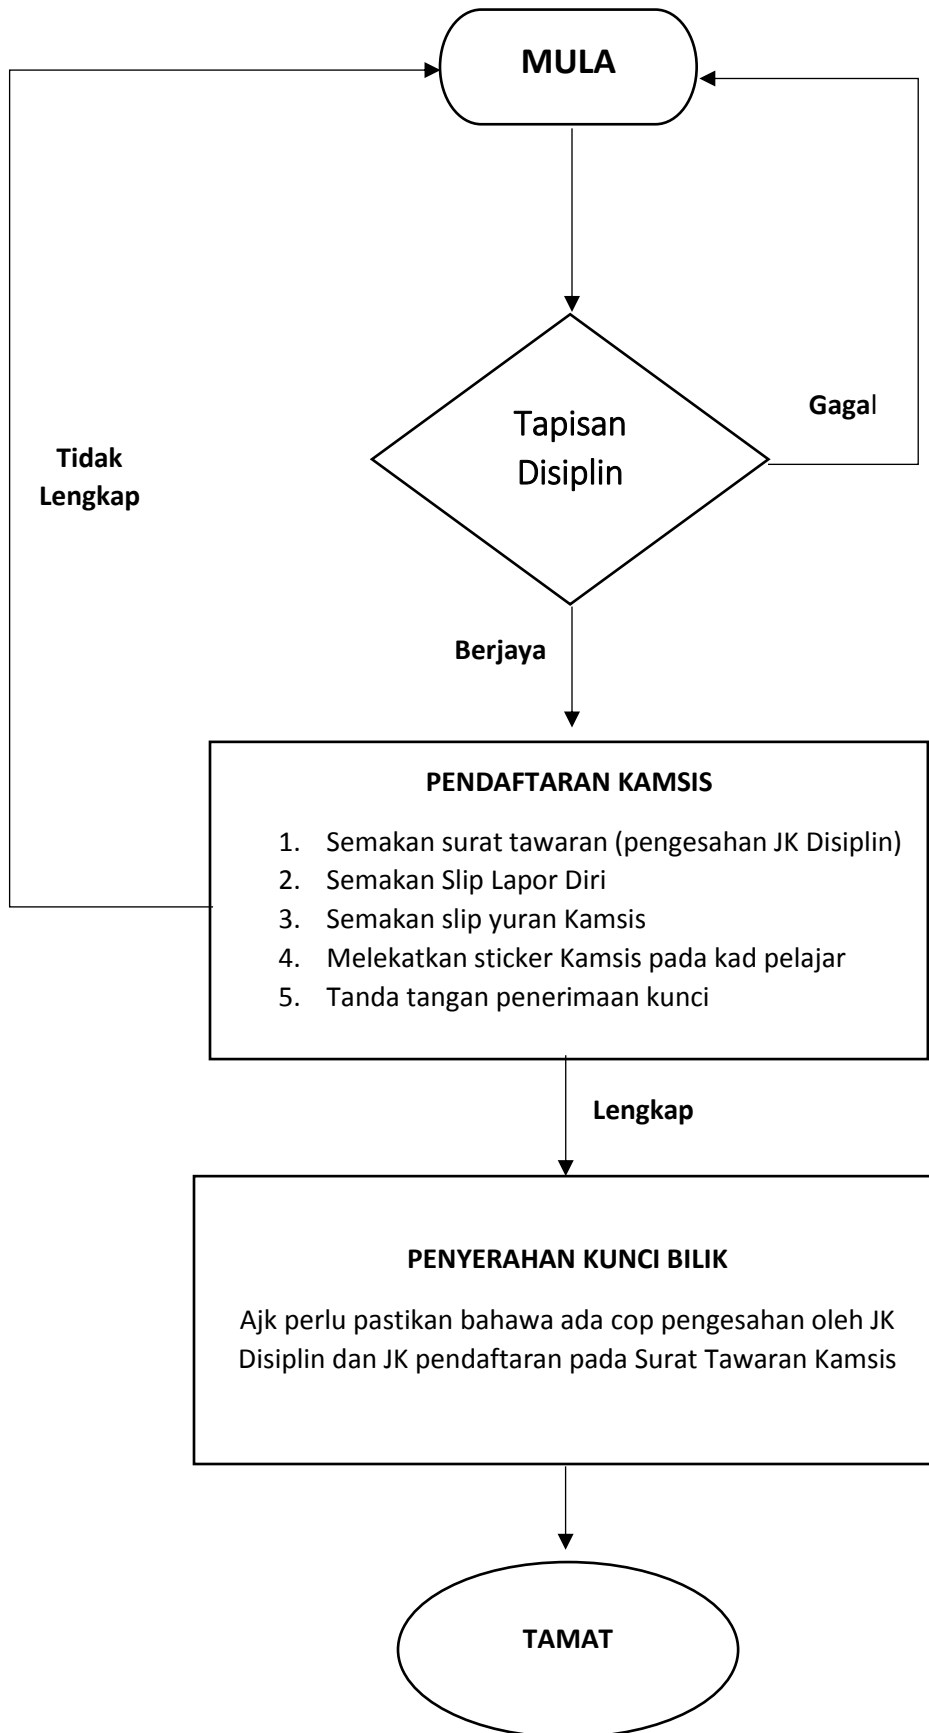 MULA
Tapisan
Disiplin
Gagal
Tidak
Lengkap
Berjaya
PENDAFTARAN KAMSIS
1. Semakan surat tawaran (pengesahan JK Disiplin)
2. Semakan Slip Lapor Diri
3. Semakan slip yuran Kamsis
4. Melekatkan sticker Kamsis pada kad pelajar
5. Tanda tangan penerimaan kunci
Lengkap
PENYERAHAN KUNCI BILIK
Ajk perlu pastikan bahawa ada cop pengesahan oleh JK
Disiplin dan JK pendaftaran pada Surat Tawaran Kamsis
TAMAT